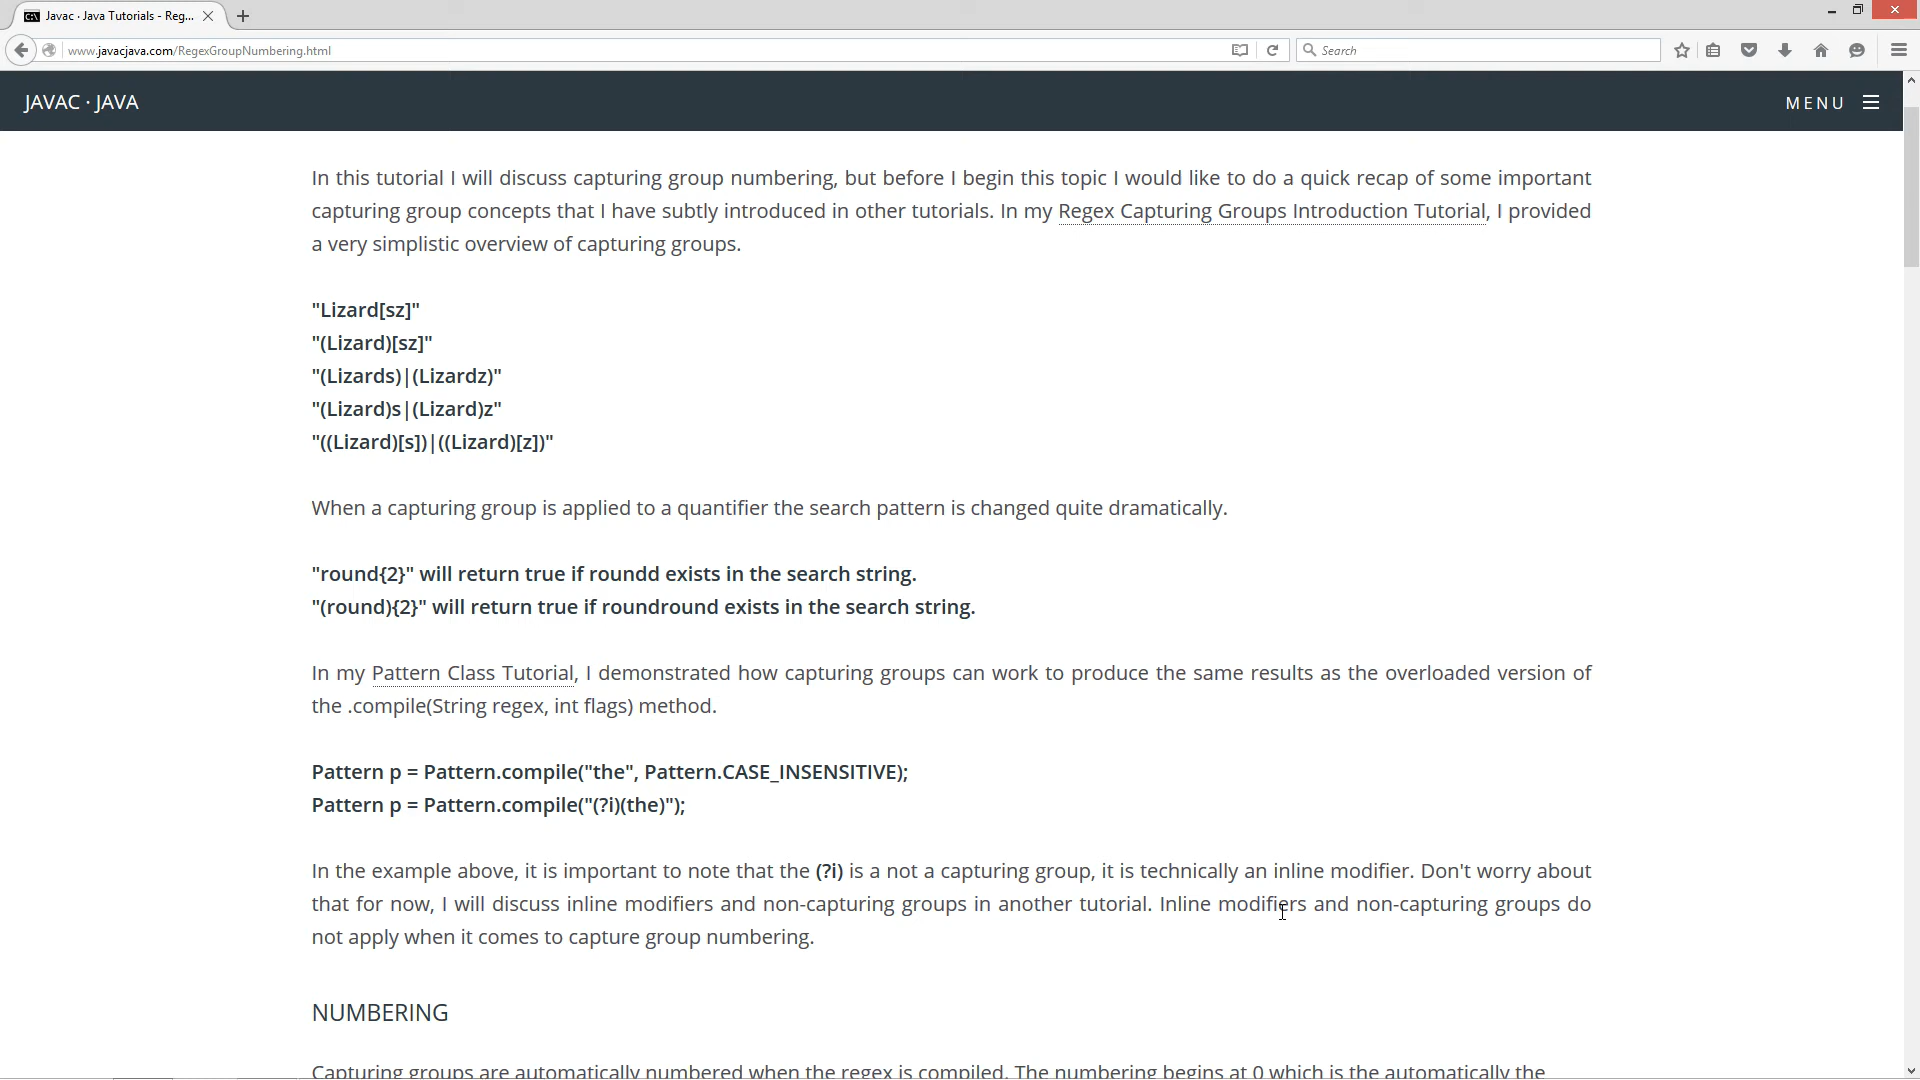 Javac · Java Tutorials - Reg...
www.javacjava.com/RegexGroupNumbering.html
Search
JAVAC · JAVA
MENU
In this tutorial I will discuss capturing group numbering, but before I begin this topic I would like to do a quick recap of some important
capturing group concepts that I have subtly introduced in other tutorials. In my Regex Capturing Groups Introduction Tutorial, I provided
a very simplistic overview of capturing groups.
"Lizard[sz]"
"(Lizard)[sz]"
"(Lizards)|(Lizardz)"
"(Lizard)s|(Lizard)z"
"((Lizard)[s])|((Lizard)[z])"
When a capturing group is applied to a quantifier the search pattern is changed quite dramatically.
"round{2}" will return true if roundd exists in the search string.
"(round){2}" will return true if roundround exists in the search string.
In my Pattern Class Tutorial, I demonstrated how capturing groups can work to produce the same results as the overloaded version of
the .compile(String regex, int flags) method.
Pattern p = Pattern.compile("the", Pattern.CASE_INSENSITIVE);
Pattern p = Pattern.compile("(?i)(the)");
In the example above, it is important to note that the (?i) is a not a capturing group, it is technically an inline modifier. Don't worry about
that for now, I will discuss inline modifiers and non-capturing groups in another tutorial. Inline modifiers and non-capturing groups do
not apply when it comes to capture group numbering.
NUMBERING
Capturing groups are automatically numbered when the regex is compiled. The numbering begins at 0 which is the automatically the